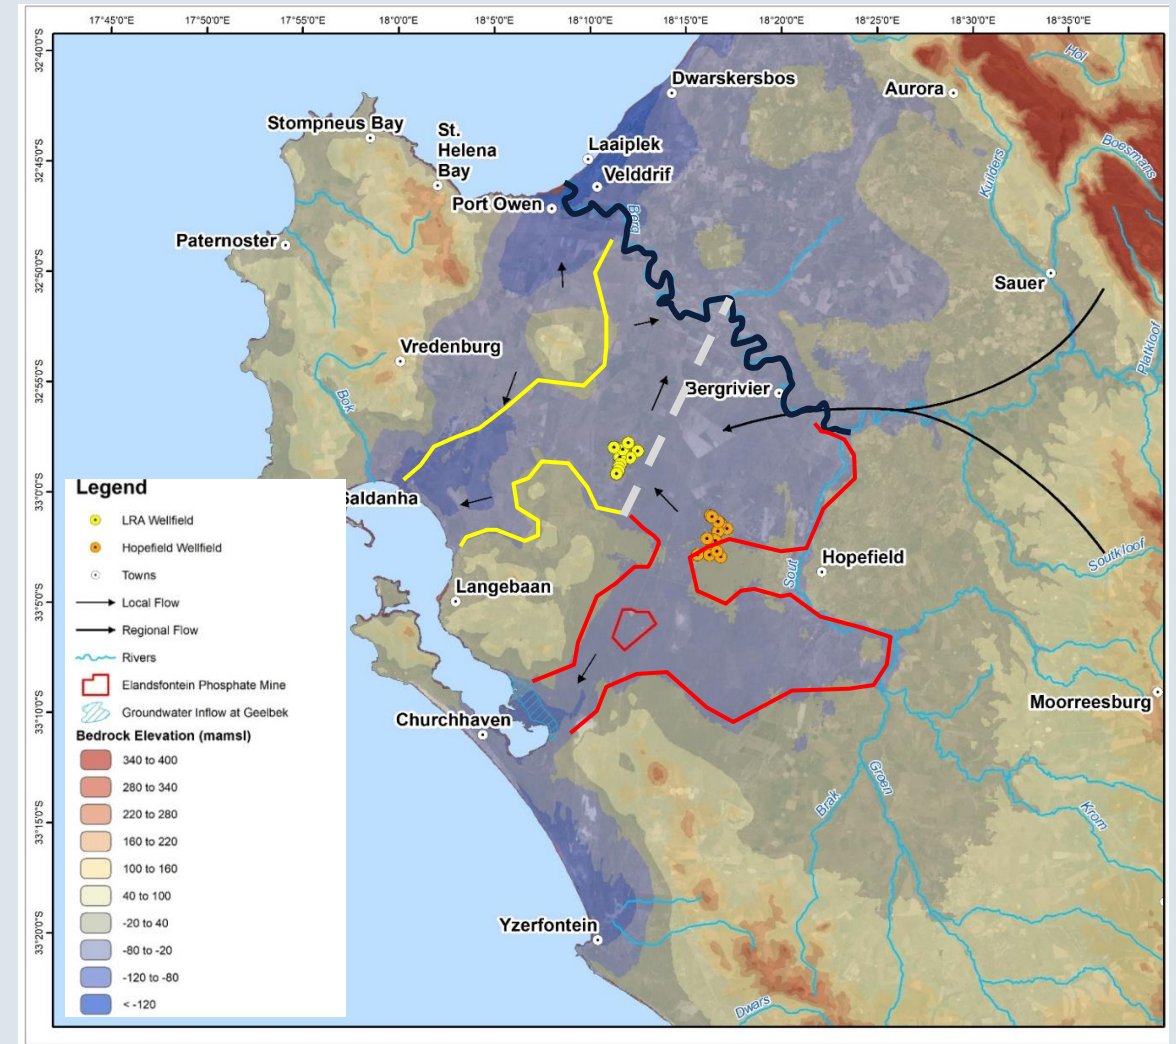 17°45'0"E
17°50'0"E
17°55'0"E
18°00'0"E
18°5'0"E
18°10'0"E
18°15'0"E
18°20'0"E
18°25'0"E
18°30'0"E
18°35'0"E
32°40'0"S
32°45'0"S
32°50'0"S
32°55'0"S
33°0'0"S
33°5'0"S
33°10'0"S
33°15'0"S
33°20'0"S
Hol
Dwarskersbos
Aurora
Stompneus Bay
St.
Helena
Bay
Laaiplek
Velddrif
Port Owen
Berg
Kuilders
Boesmans
Paternoster
Sauer
Platkloof
Vredenburg
Bergrivier
Bok
Saldanha
Hopefield
Sout
Soutkloof
Langebaan
Churchhaven
Moorreesburg
Groen
Brak
Krom
Yzerfontein
Dwars
Legend
LRA Wellfield
Hopefield Wellfield
Towns
Local Flow
Regional Flow
Rivers
Elandsfontein Phosphate Mine
Groundwater Inflow at Geelbek
Bedrock Elevation (mamsl)
340 to 400
280 to 340
220 to 280
160 to 220
100 to 160
40 to 100
-20 to 40
-80 to -20
-120 to -80
< -120